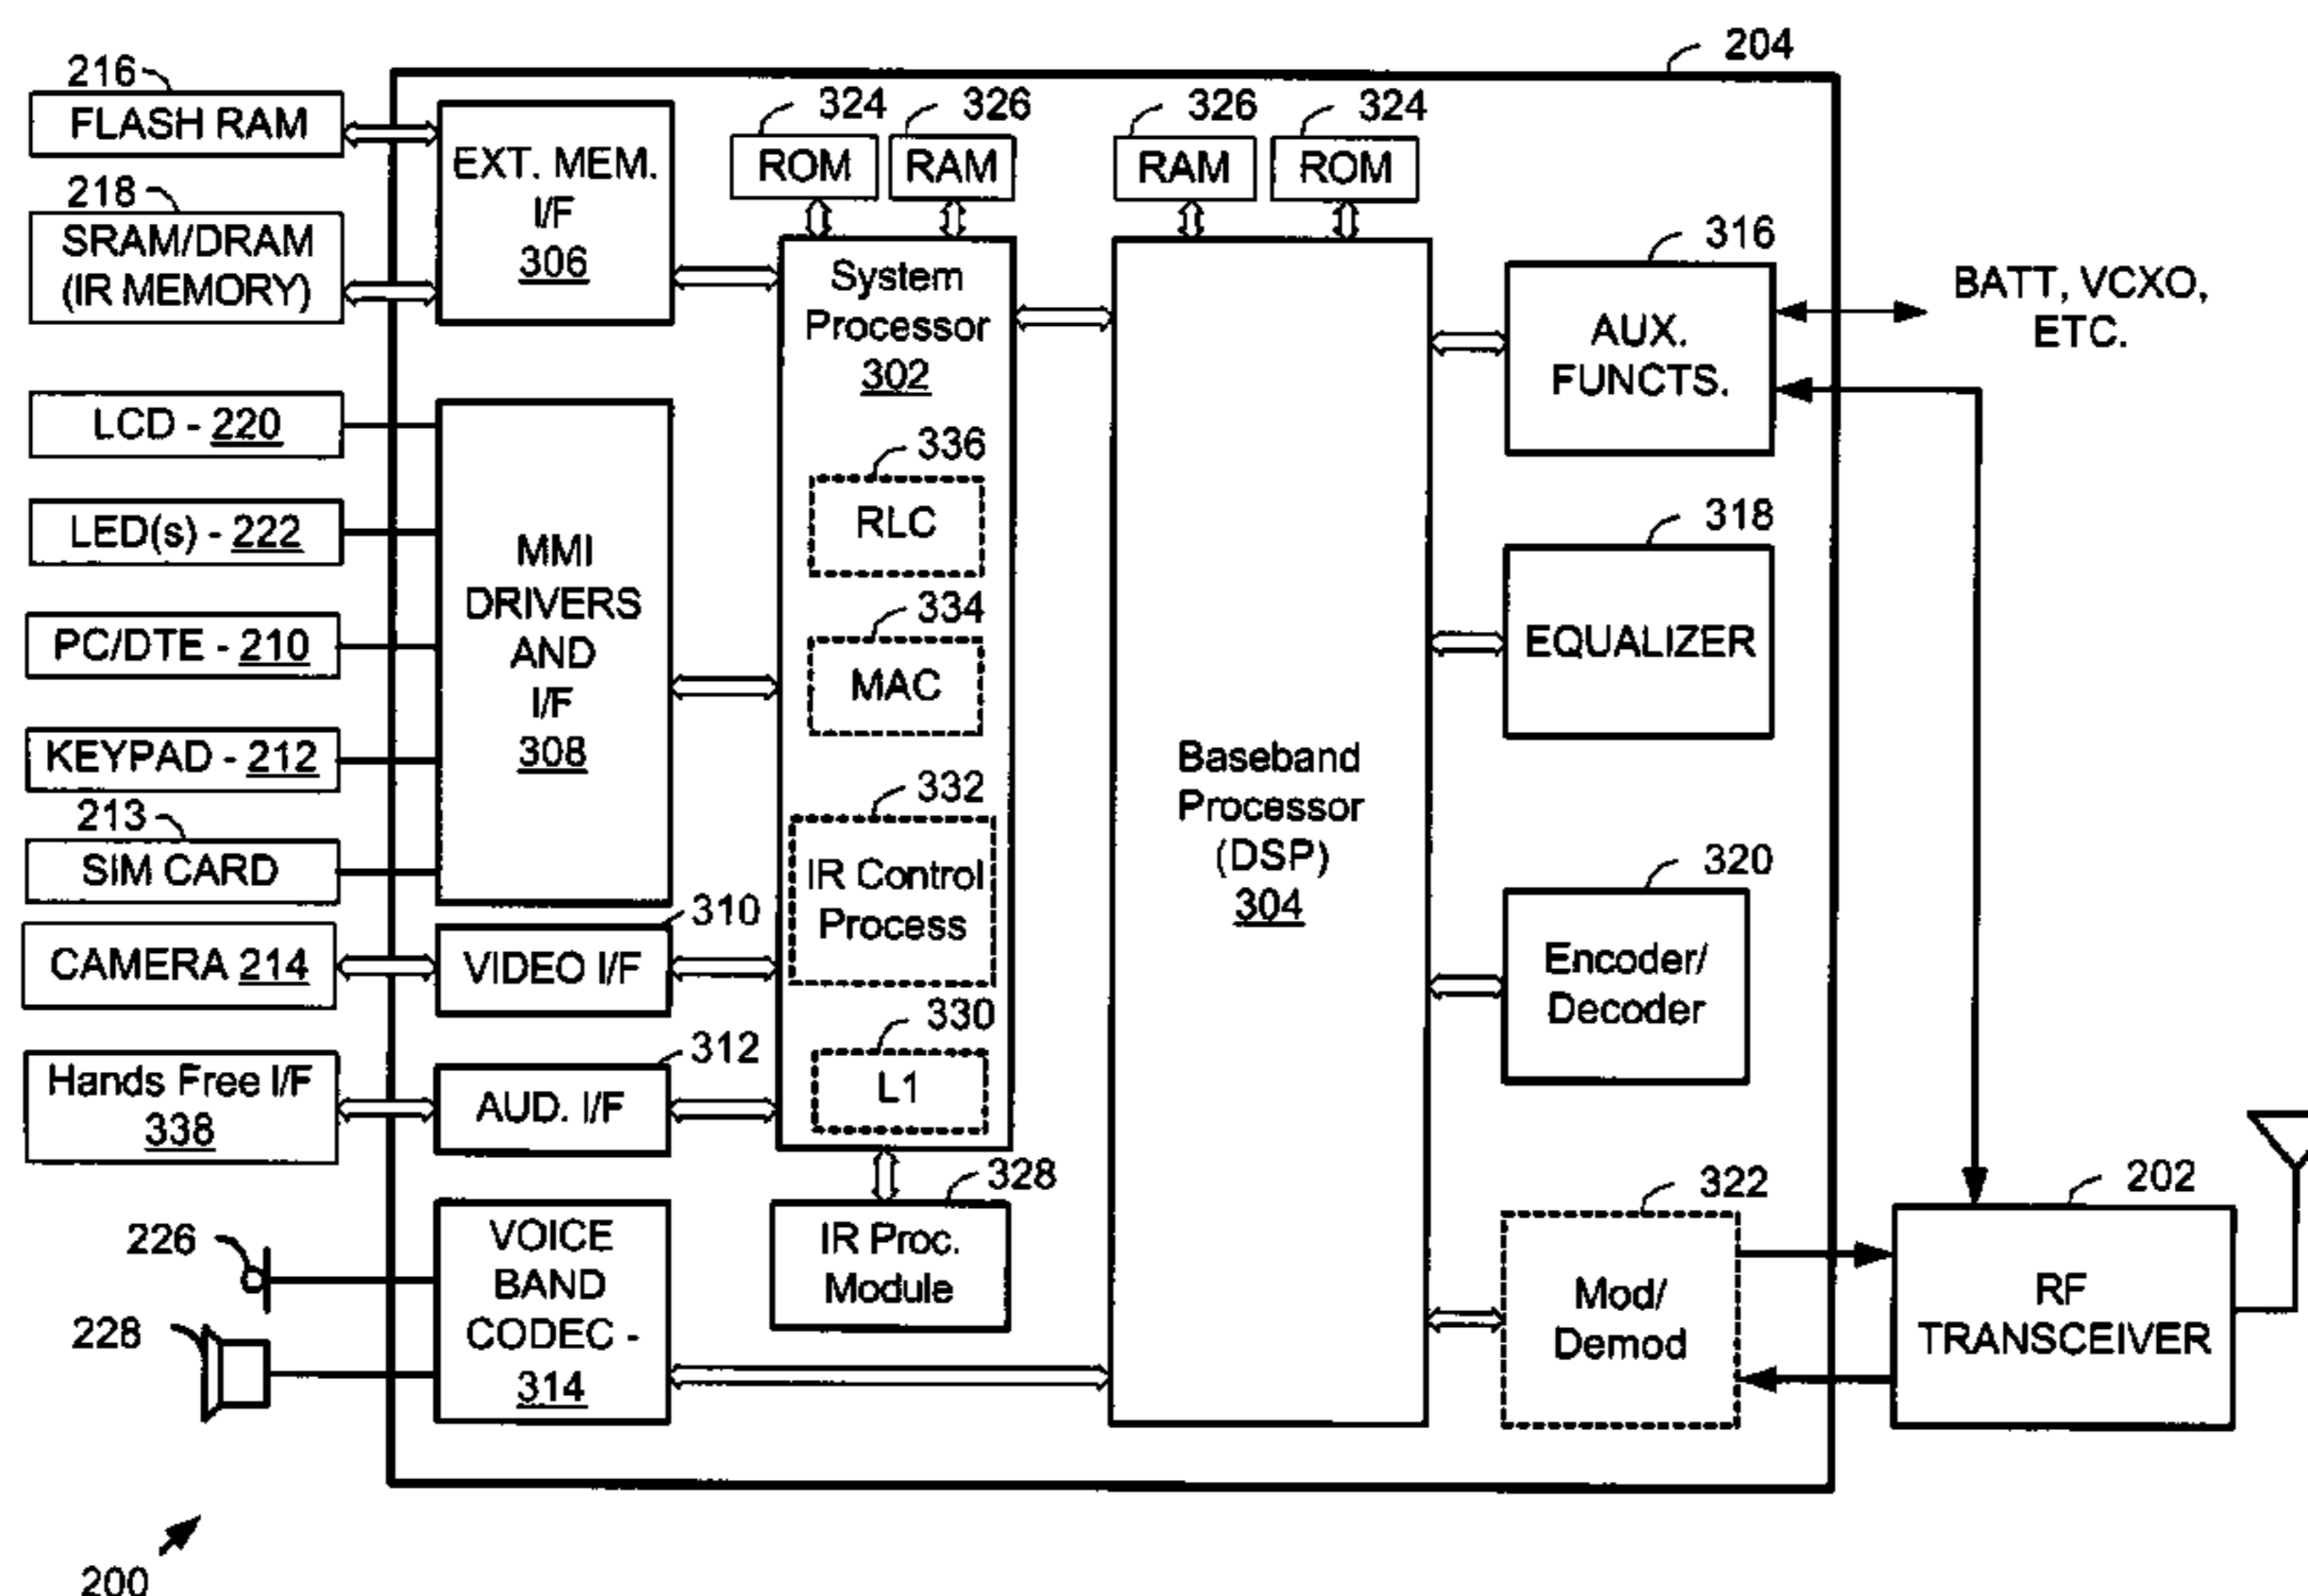 204
216
FLASH RAM
218
SRAM/DRAM
(IR MEMORY)
EXT. MEM.
I/F
306
324
ROM
326
RAM
326
RAM
324
ROM
LCD - 220
LED(s) - 222
PC/DTE - 210
KEYPAD - 212
213
SIM CARD
CAMERA 214
Hands Free I/F
338
226
228
MMI
DRIVERS
AND
I/F
308
310
VIDEO I/F
312
AUD. I/F
VOICE
BAND
CODEC -
314
System
Processor
302
336
RLC
334
MAC
332
IR Control
Process
330
L1
328
IR Proc.
Module
Baseband
Processor
(DSP)
304
316
AUX.
FUNCTS.
BATT, VCXO,
ETC.
318
EQUALIZER
320
Encoder/
Decoder
322
Mod/
Demod
202
RF
TRANSCEIVER
200